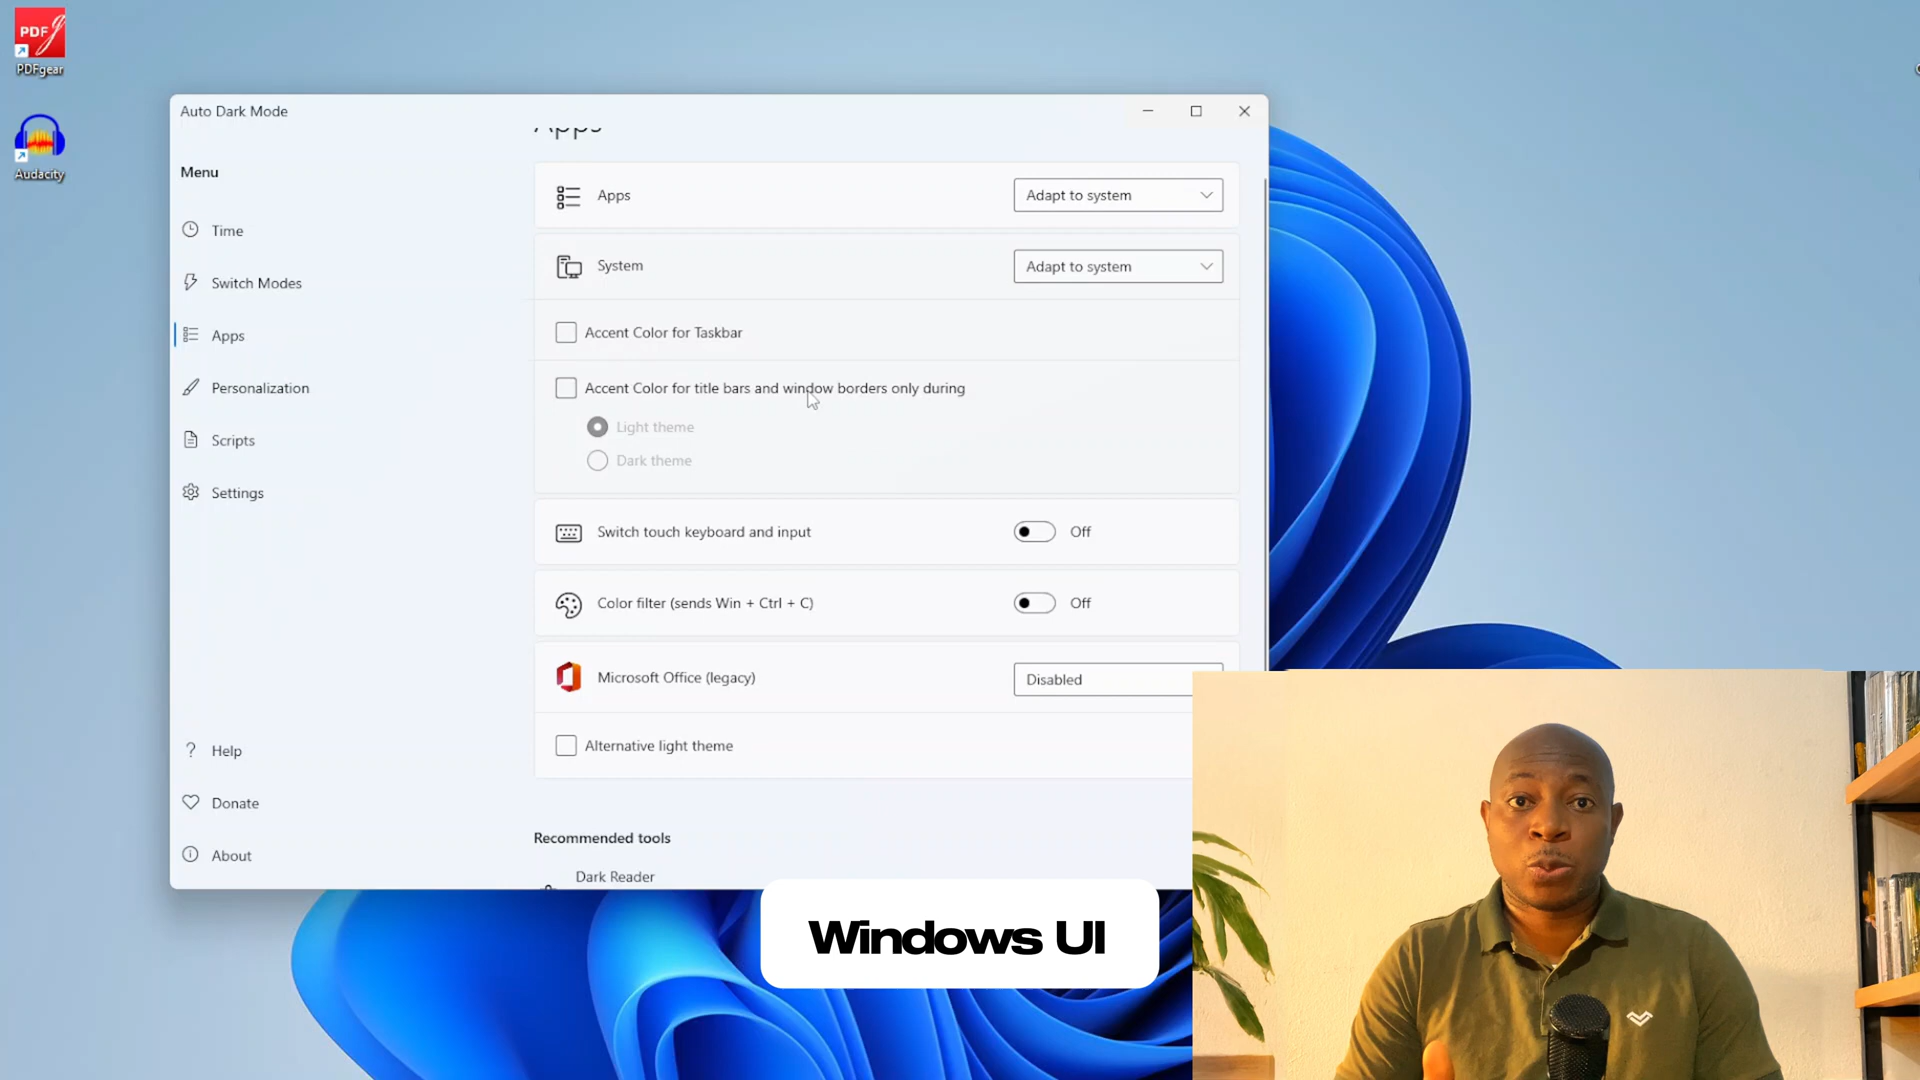 PDF
PDFgear
Audacity
Auto Dark Mode
Menu
Time
Switch Modes
Apps
Personalization
Scripts
Settings
Help
Donate
About
Apps
Apps
Adapt to system
System
Adapt to system
Accent Color for Taskbar
Accent Color for title bars and window borders only during
Light theme
Dark theme
Switch touch keyboard and input
Off
Color filter (sends Win + Ctrl + C)
Off
Microsoft Office (legacy)
Disabled
Alternative light theme
Recommended tools
Dark Reader
Windows UI